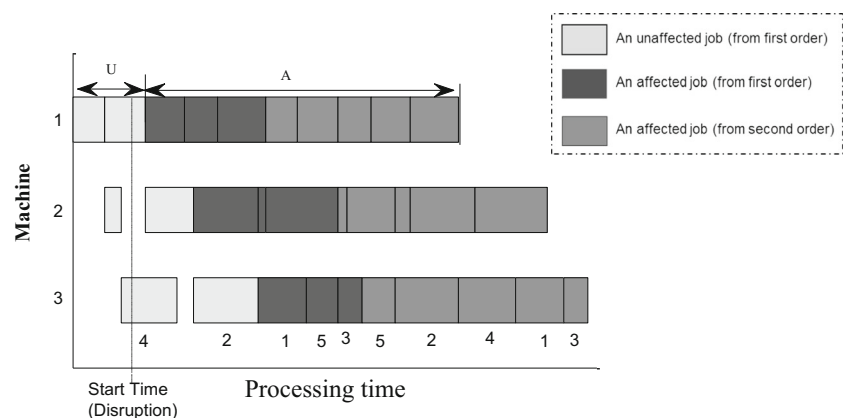 U
A
An unaffected job (from first order)
An affected job (from first order)
An affected job (from second order)
Machine
1
2
3
4 2 1 5 3 5 2 4 1 3
Start Time
(Disruption)
Processing time